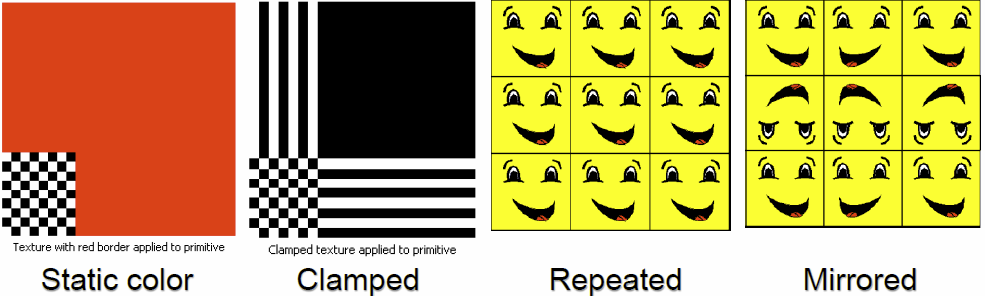 Texture with red border applied to primitive
Clamped texture applied to primitive
Static color
Clamped
Repeated
Mirrored